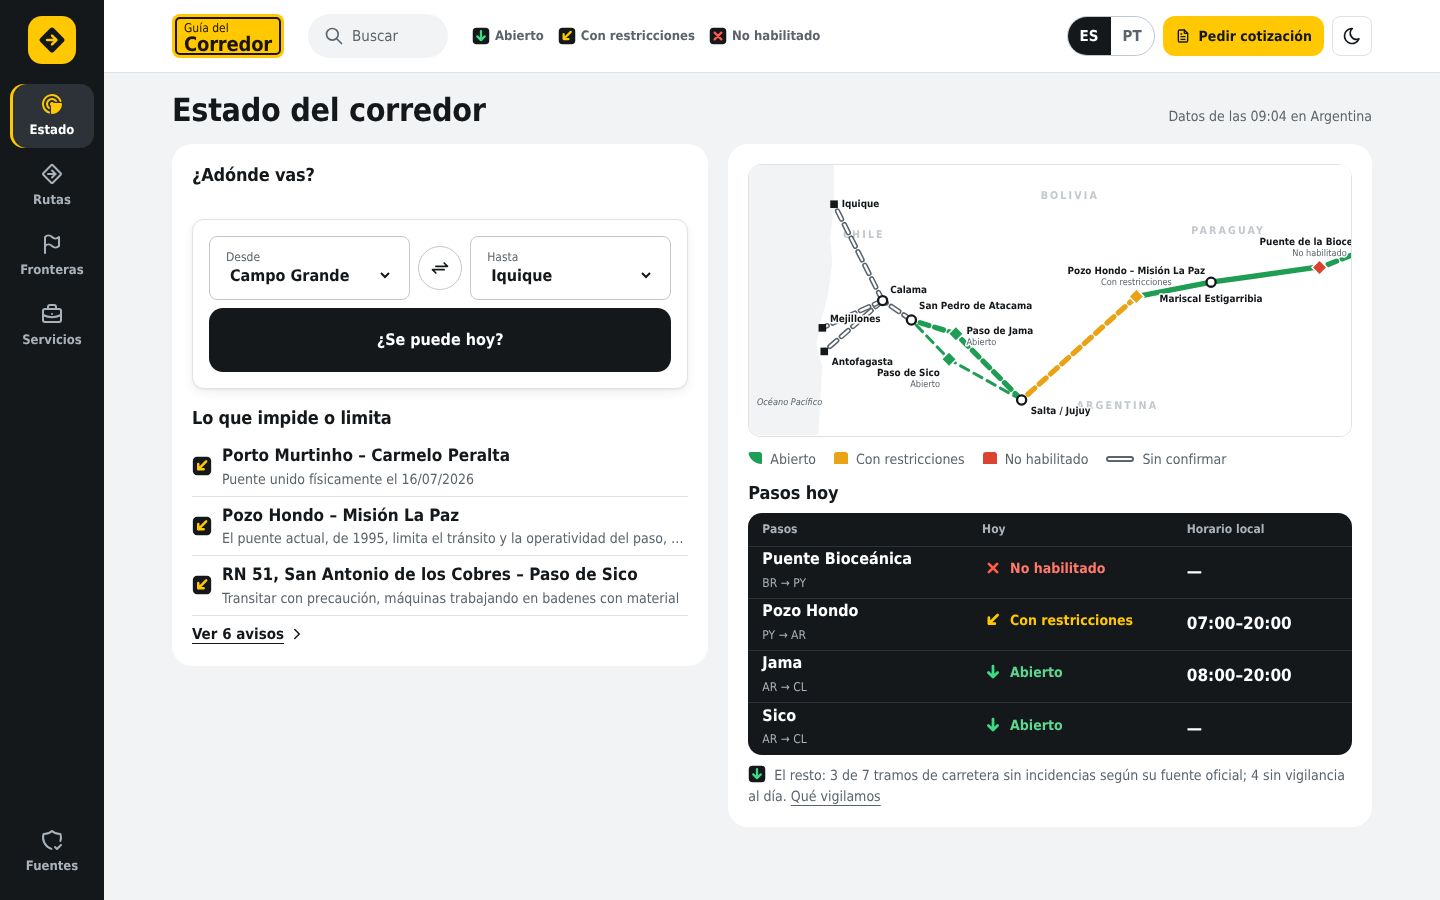 Guía del
Corredor
Buscar
Abierto
Con restricciones
No habilitado
ES
PT
Pedir cotización
Estado
Rutas
Fronteras
Servicios
Fuentes
Estado del corredor
Datos de las 09:04 en Argentina
¿Adónde vas?
Desde
Campo Grande
Hasta
Iquique
¿Se puede hoy?
Lo que impide o limita
Porto Murtinho – Carmelo Peralta
Puente unido físicamente el 16/07/2026
Pozo Hondo – Misión La Paz
El puente actual, de 1995, limita el tránsito y la operatividad del paso, ...
RN 51, San Antonio de los Cobres – Paso de Sico
Transitar con precaución, máquinas trabajando en badenes con material
Ver 6 avisos
BOLIVIA
Iquique
CHILE
PARAGUAY
Puente de la Bioce
No habilitado
Pozo Hondo – Misión La Paz
Con restricciones
Mariscal Estigarribia
Calama
San Pedro de Atacama
Mejillones
Paso de Jama
Abierto
Antofagasta
Paso de Sico
Abierto
Océano Pacífico
Salta / Jujuy
ARGENTINA
Abierto
Con restricciones
No habilitado
Sin confirmar
Pasos hoy
Pasos Hoy Horario local
Puente Bioceánica
BR → PY
No habilitado
—
Pozo Hondo
PY → AR
Con restricciones
07:00–20:00
Jama
AR → CL
Abierto
08:00–20:00
Sico
AR → CL
Abierto
—
El resto: 3 de 7 tramos de carretera sin incidencias según su fuente oficial; 4 sin vigilancia
al día. Qué vigilamos